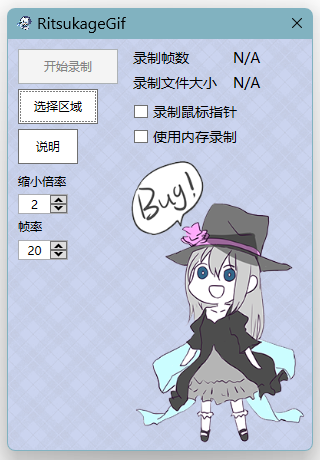 RitsukageGif
开始录制
录制帧数 N/A
录制文件大小 N/A
选择区域
录制鼠标指针
使用内存录制
说明
缩小倍率
2
帧率
20
Bug!